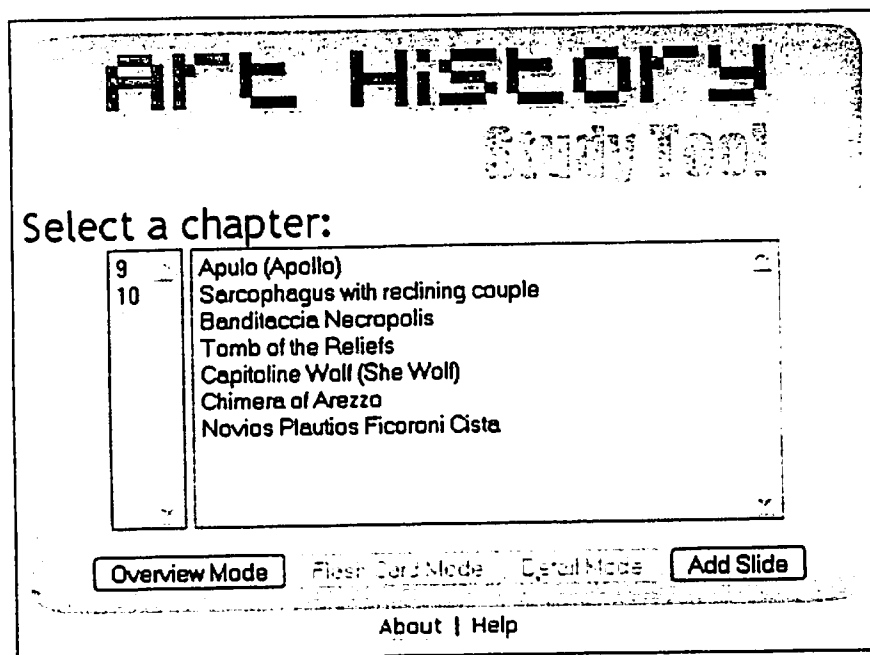 Art History
Study Tool
Select a chapter:
9
10
Apulo (Apollo)
Sarcophagus with reclining couple
Banditaccia Necropolis
Tomb of the Reliefs
Capitoline Wolf (She Wolf)
Chimera of Arezzo
Novios Plautios Ficoroni Cista
Overview Mode Flash Card Mode Detail Mode Add Slide
About | Help